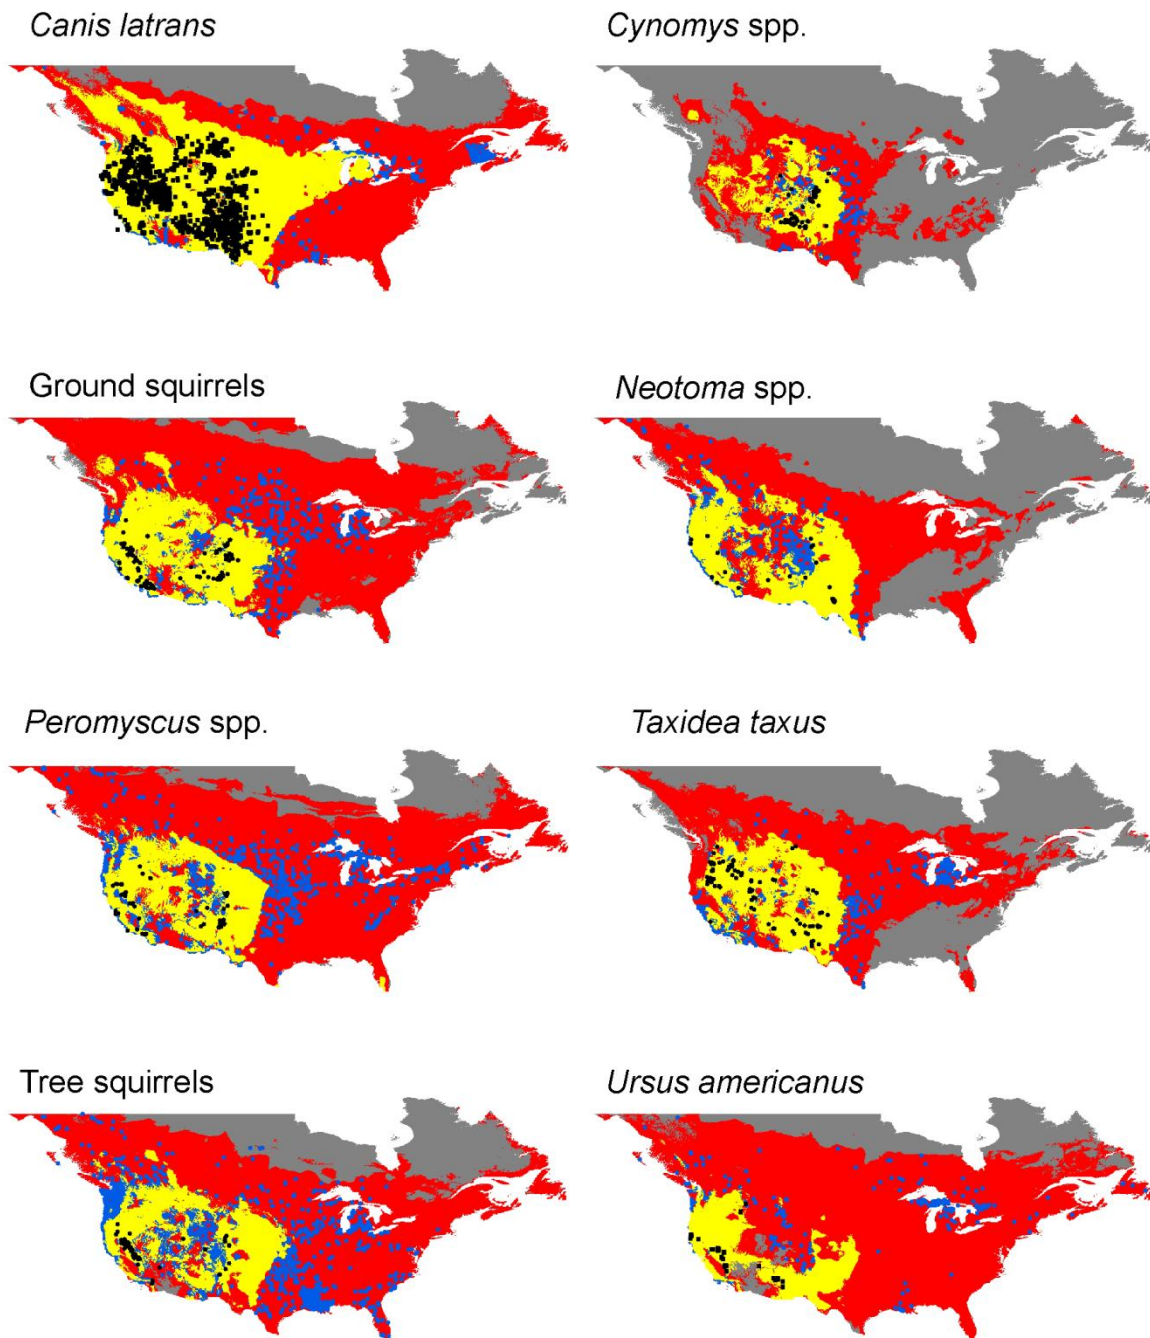 Canis latrans
Cynomys spp.
Ground squirrels
Neotoma spp.
Peromyscus spp.
Taxidea taxus
Tree squirrels
Ursus americanus